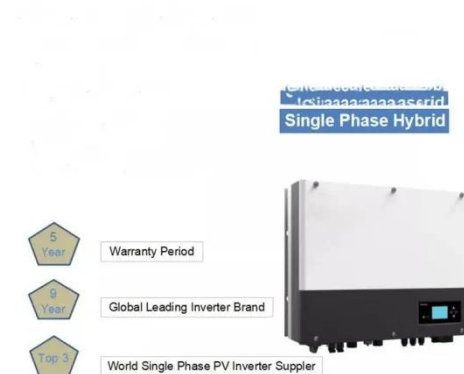 Single Phase Hybrid
5
Year
Warranty Period
9
Year
Global Leading Inverter Brand
Top 3
World Single Phase PV Inverter Suppler